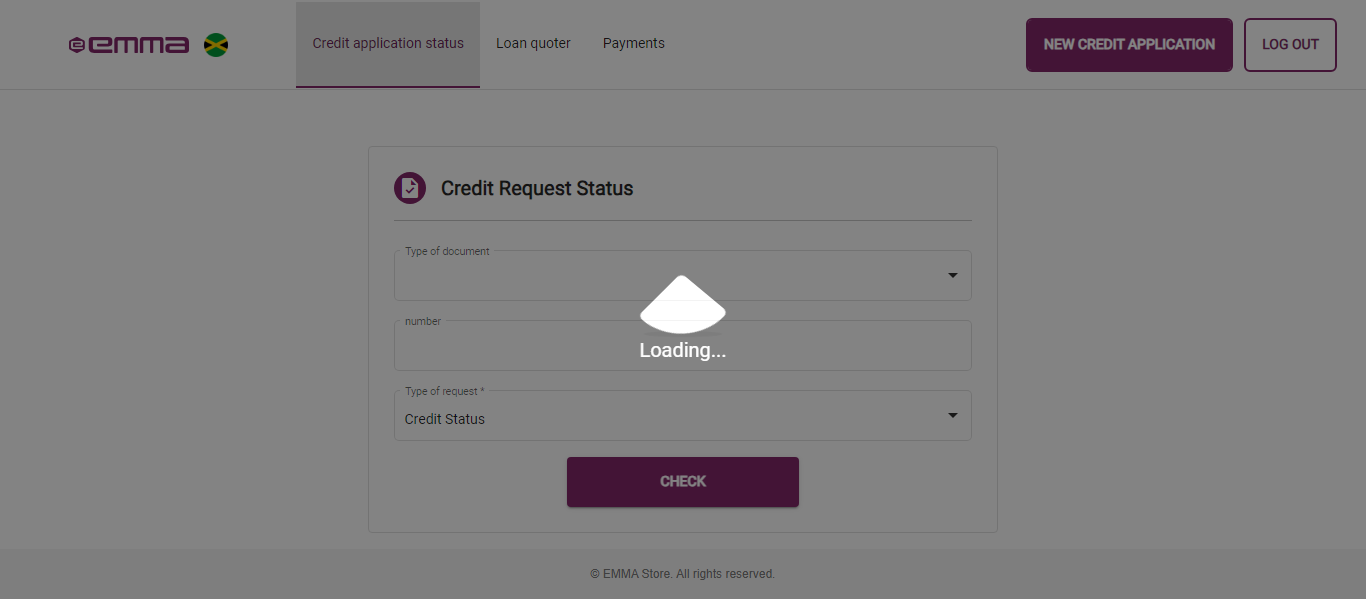 emma
Credit application status
Loan quoter
Payments
NEW CREDIT APPLICATION
LOG OUT
Credit Request Status
Type of document
number
Loading...
Type of request *
Credit Status
CHECK
© EMMA Store. All rights reserved.